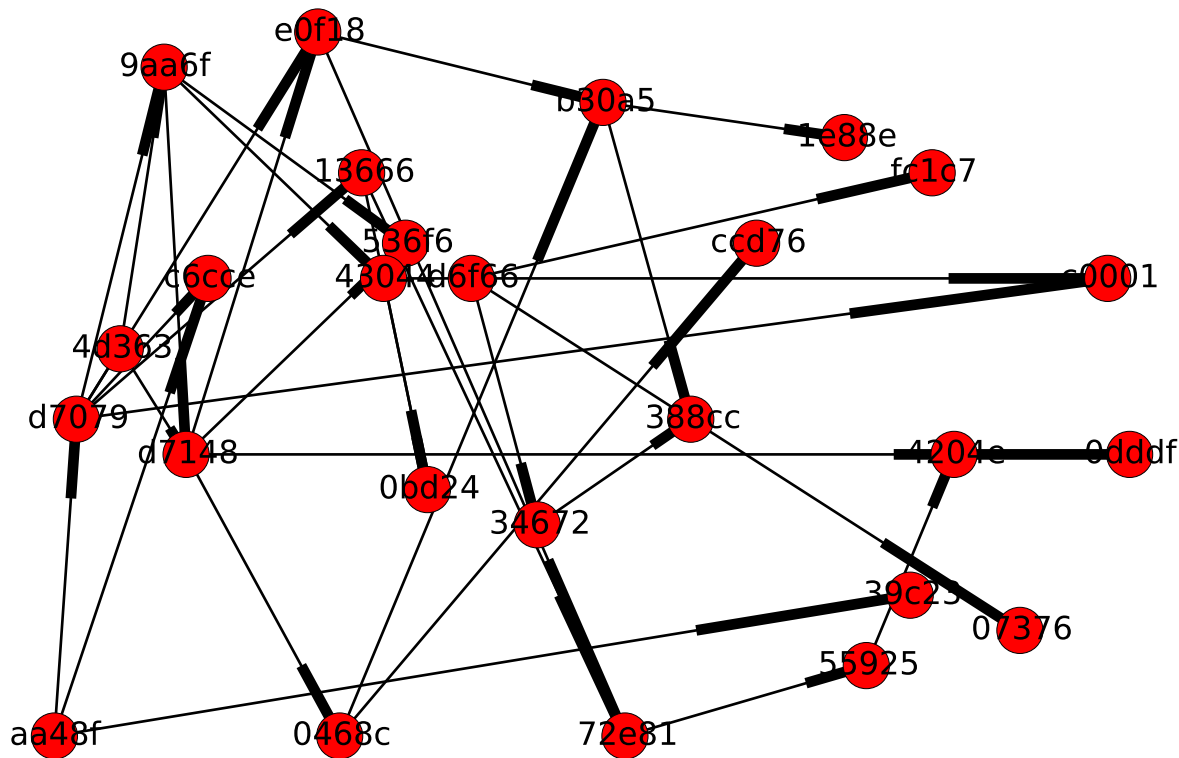 e0f18
9aa6f
b30a5
1e88e
13666
fc1c7
536f6
ccd76
c6cce
43044
d6f66
c0001
4d363
d7079
388cc
d7148
4204e
0dddf
0bd24
34672
39c23
07376
55925
aa48f
0468c
72e81